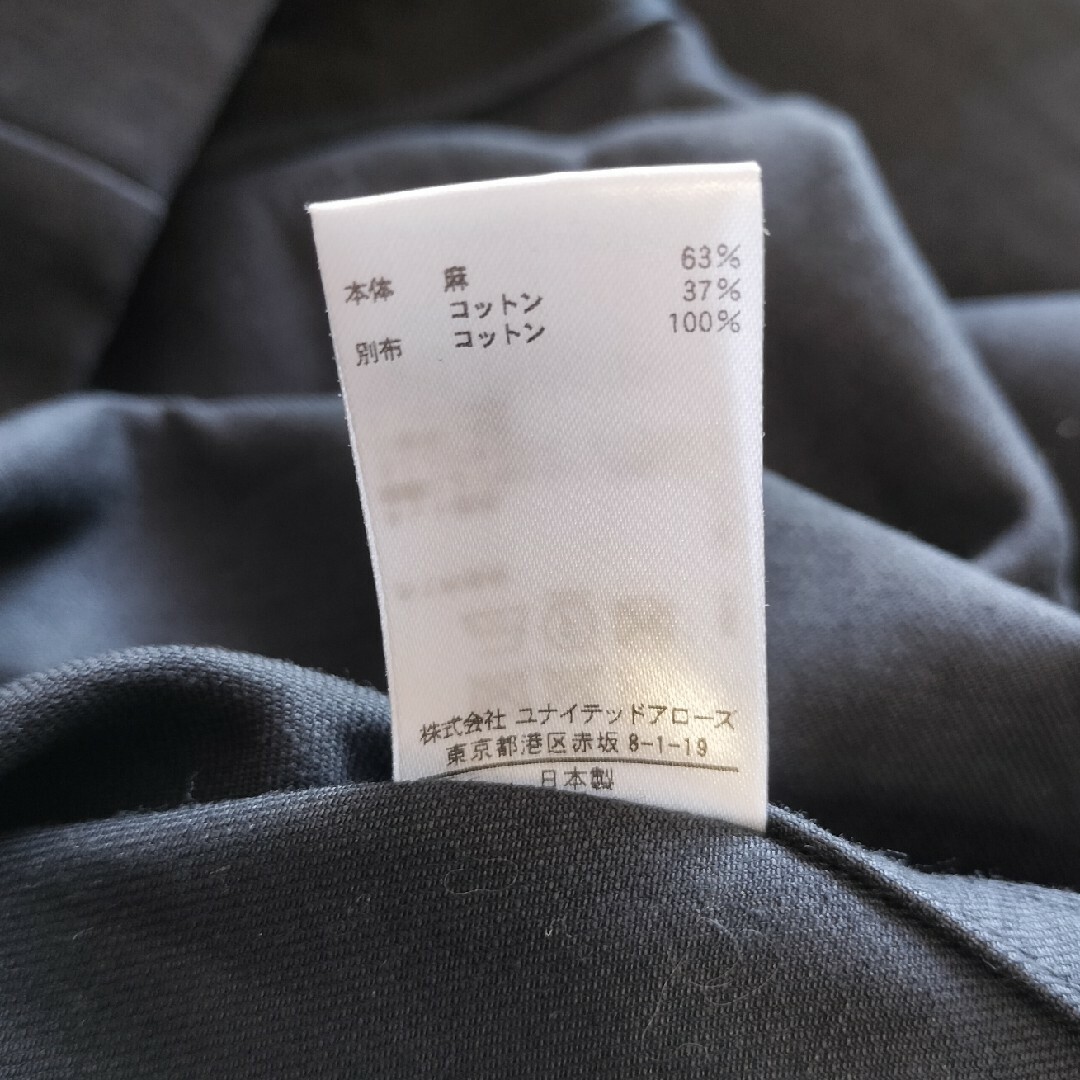 本体 麻 63%
コットン 37%
別布 コットン 100%
株式会社 ユナイテッドアローズ
東京都港区赤坂 8-1-19
日本製